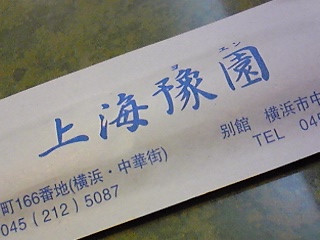 ヨエン
上海豫園
町166番地(横浜・中華街)
045(212)5087
別館 横浜市中
TEL 045